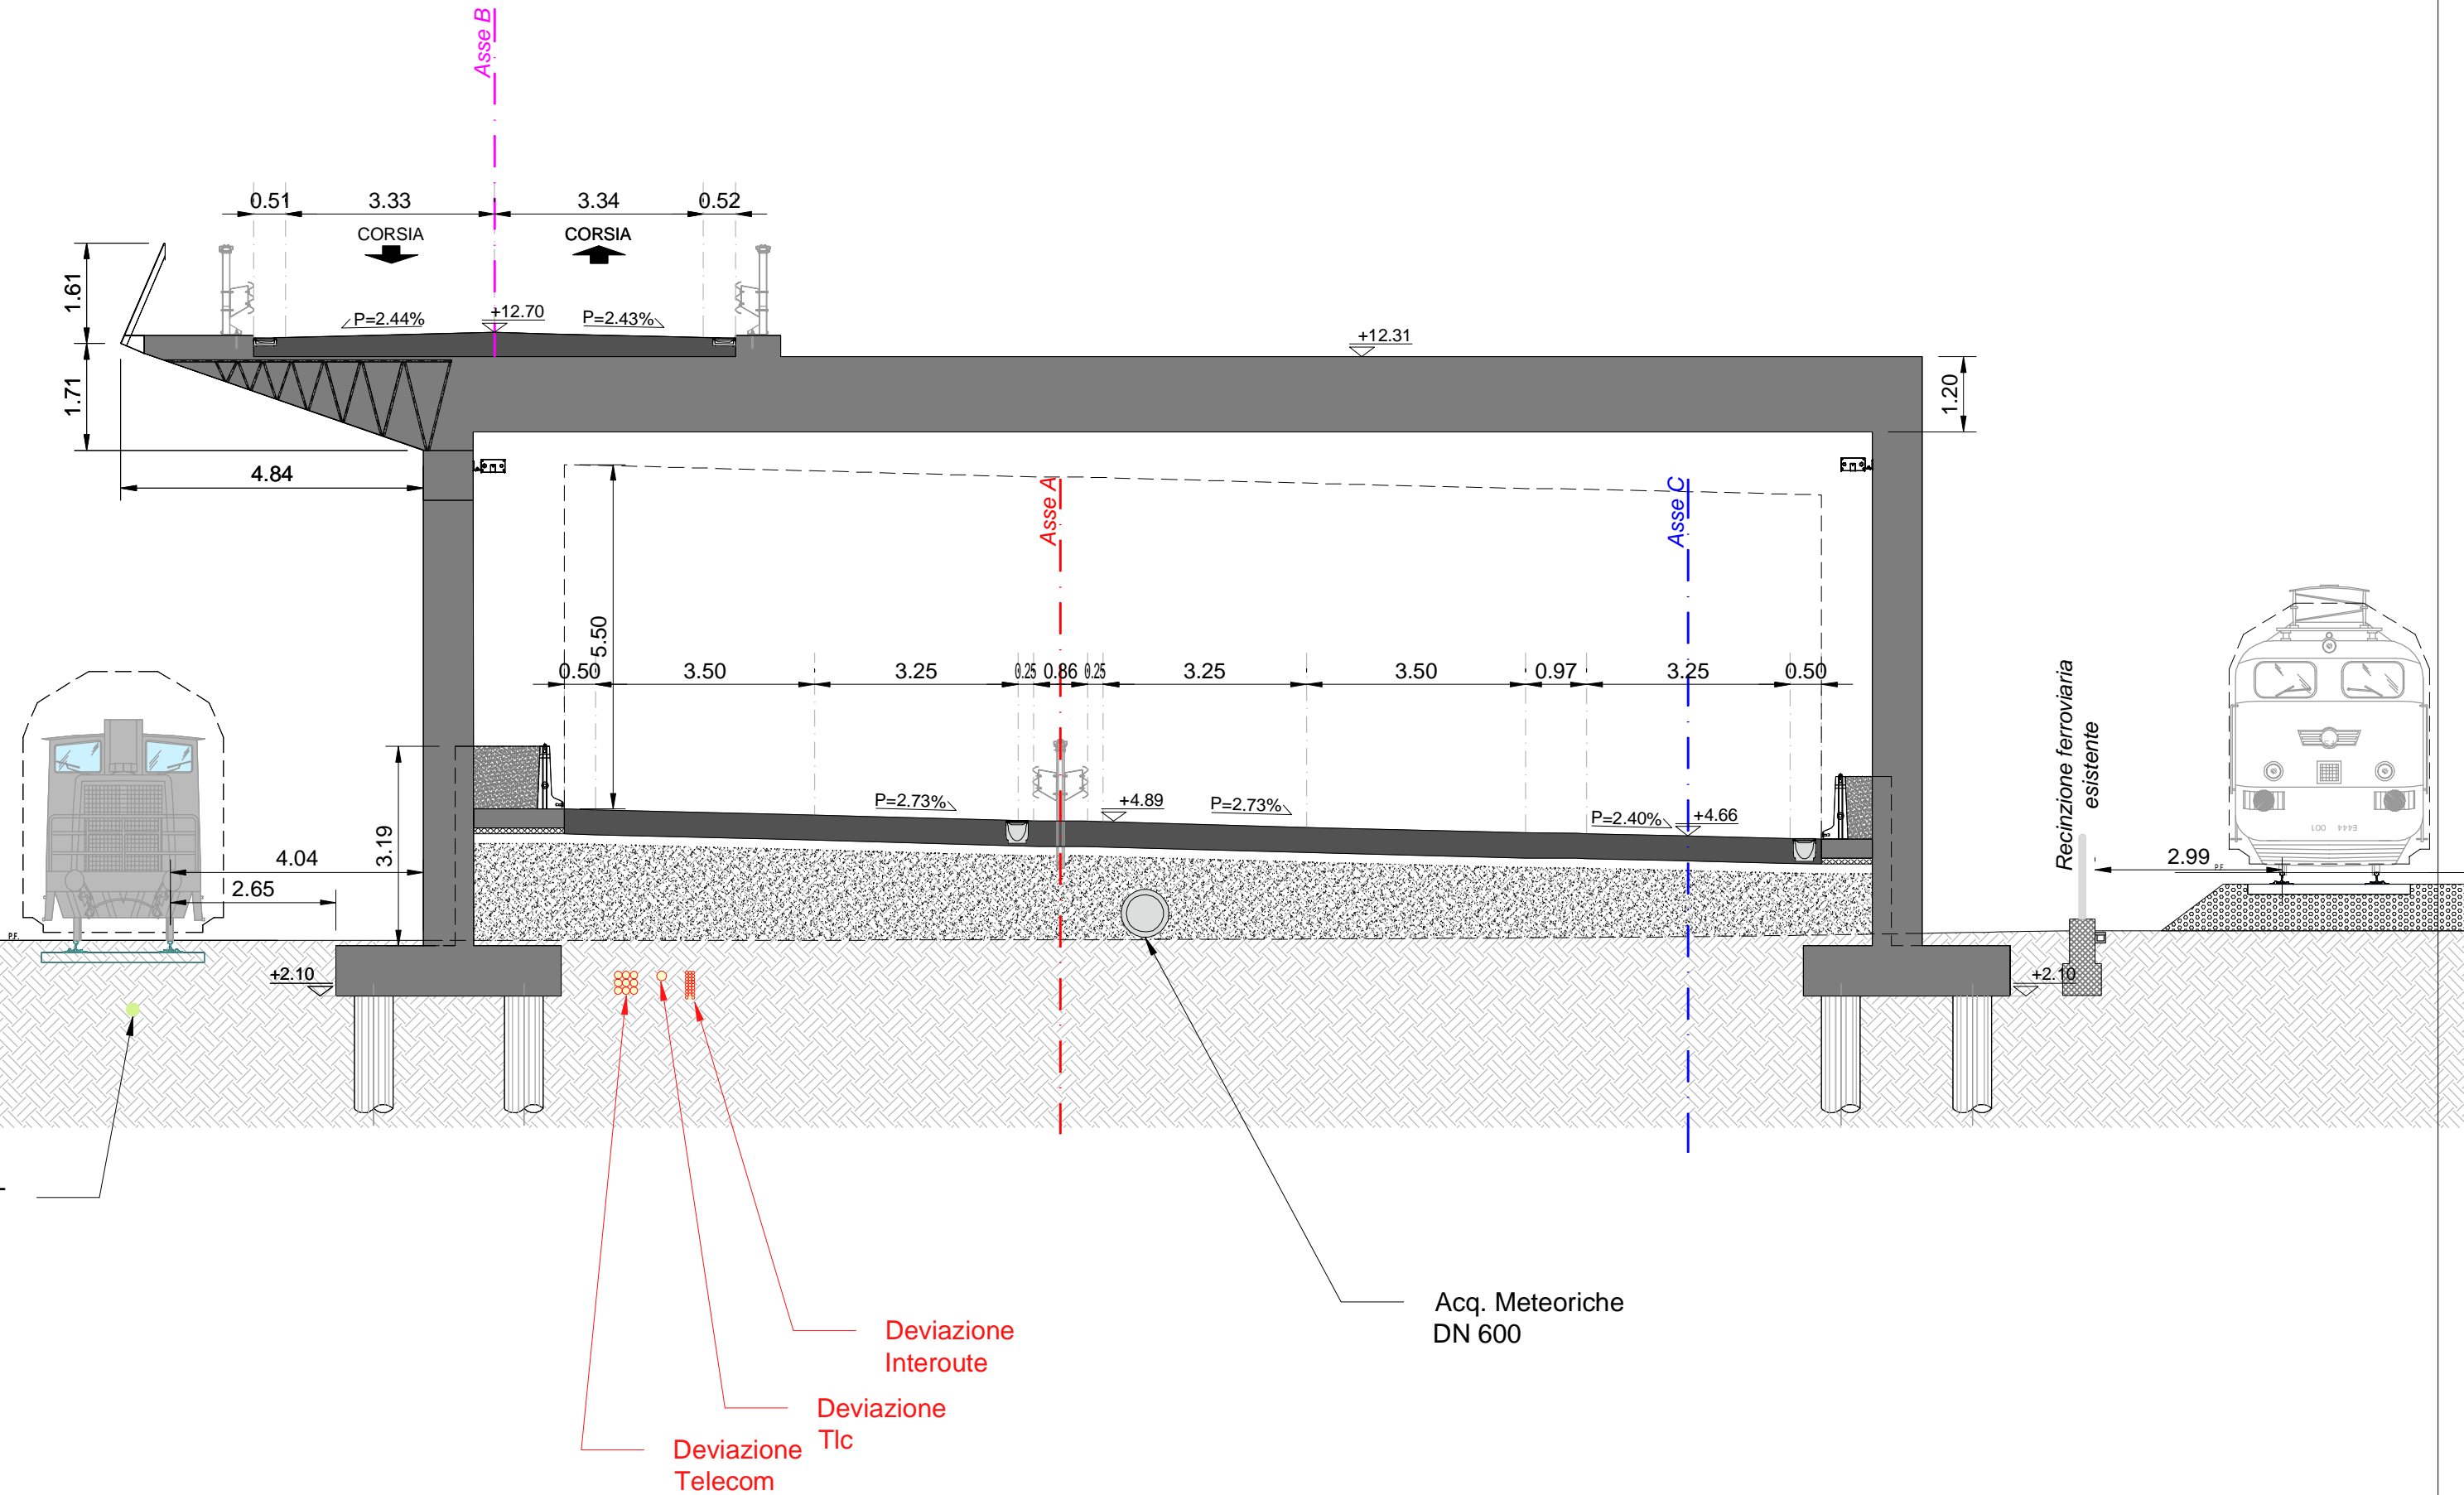 Asse B
0.51
3.33
3.34
0.52
CORSIA
CORSIA
1.61
P=2.44%
+12.70
P=2.43%
+12.31
1.71
1.20
4.84
Asse A
Asse C
5.50
0.50
3.50
3.25
0.25
0.86
0.25
3.25
3.50
0.97
3.25
0.50
Recinzione ferroviaria
esistente
P=2.73%
+4.89
P=2.73%
P=2.40%
+4.66
E444 001
3.19
4.04
2.65
2.99
P.F.
P.F.
+2.10
+2.10
Acq. Meteoriche
DN 600
Deviazione
Interoute
Deviazione
Tlc
Deviazione
Telecom